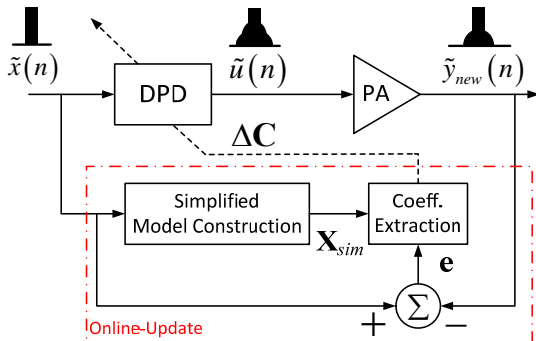 x̃(n)
ũ(n)
ỹ_new(n)
DPD
PA
ΔC
Simplified
Model Construction
X_sim
Coeff.
Extraction
e
Σ
+
−
Online-Update